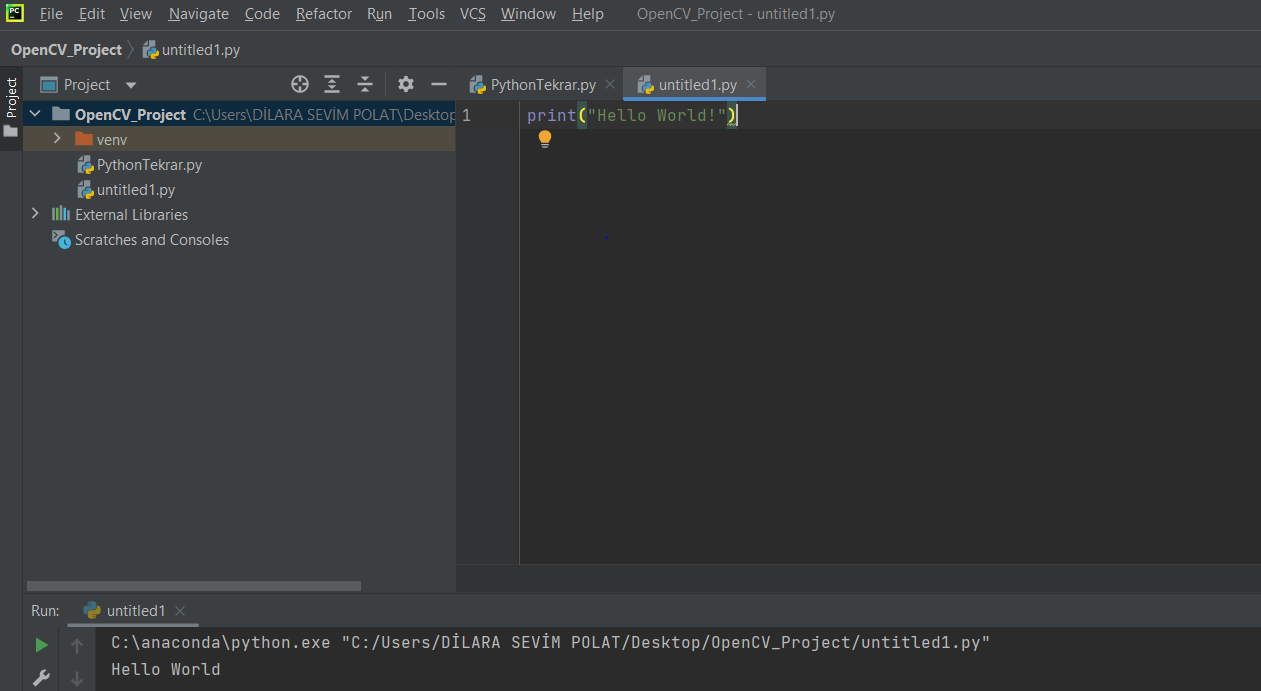 PC File Edit View Navigate Code Refactor Run Tools VCS Window Help OpenCV_Project - untitled1.py
OpenCV_Project untitled1.py
Project
Project
PythonTekrar.py untitled1.py
OpenCV_Project C:\Users\DİLARA SEVİM POLAT\Desktop
1 print("Hello World!")
venv
PythonTekrar.py
untitled1.py
External Libraries
Scratches and Consoles
Run: untitled1
C:\anaconda\python.exe "C:/Users/DİLARA SEVİM POLAT/Desktop/OpenCV_Project/untitled1.py"
Hello World